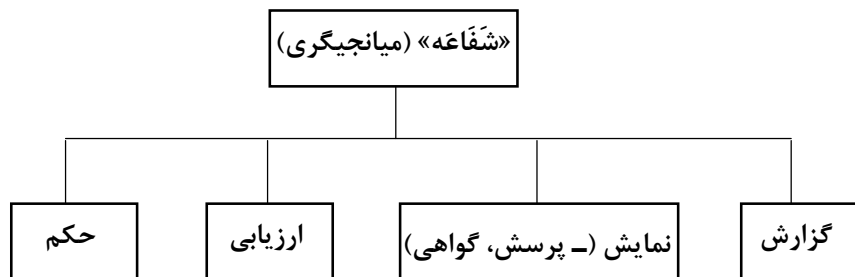 «شَفَاعَه» (میانجیگری)
گزارش
نمایش (ـ پرسش، گواهی)
ارزیابی
حکم